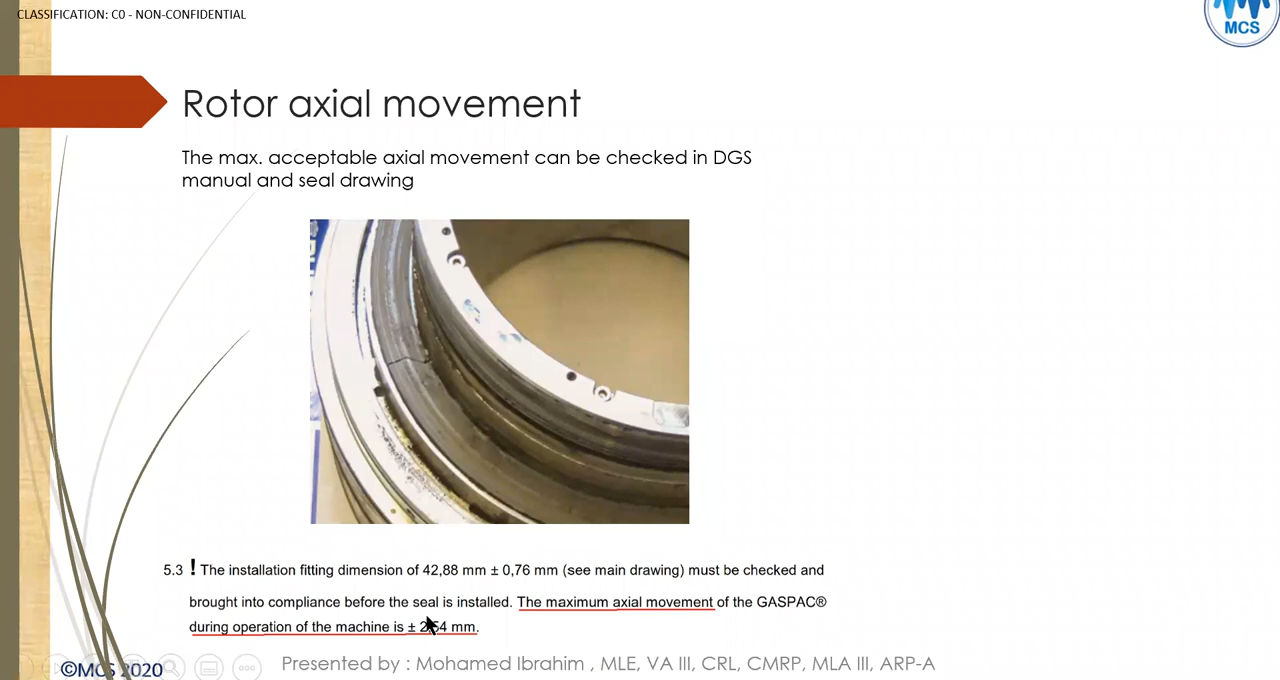 CLASSIFICATION: C0 - NON-CONFIDENTIAL
MCS
Rotor axial movement
The max. acceptable axial movement can be checked in DGS
manual and seal drawing
5.3 ! The installation fitting dimension of 42,88 mm ± 0,76 mm (see main drawing) must be checked and
brought into compliance before the seal is installed. The maximum axial movement of the GASPAC®
during operation of the machine is ± 2,54 mm.
©MCS 2020
Presented by : Mohamed Ibrahim , MLE, VA III, CRL, CMRP, MLA III, ARP-A